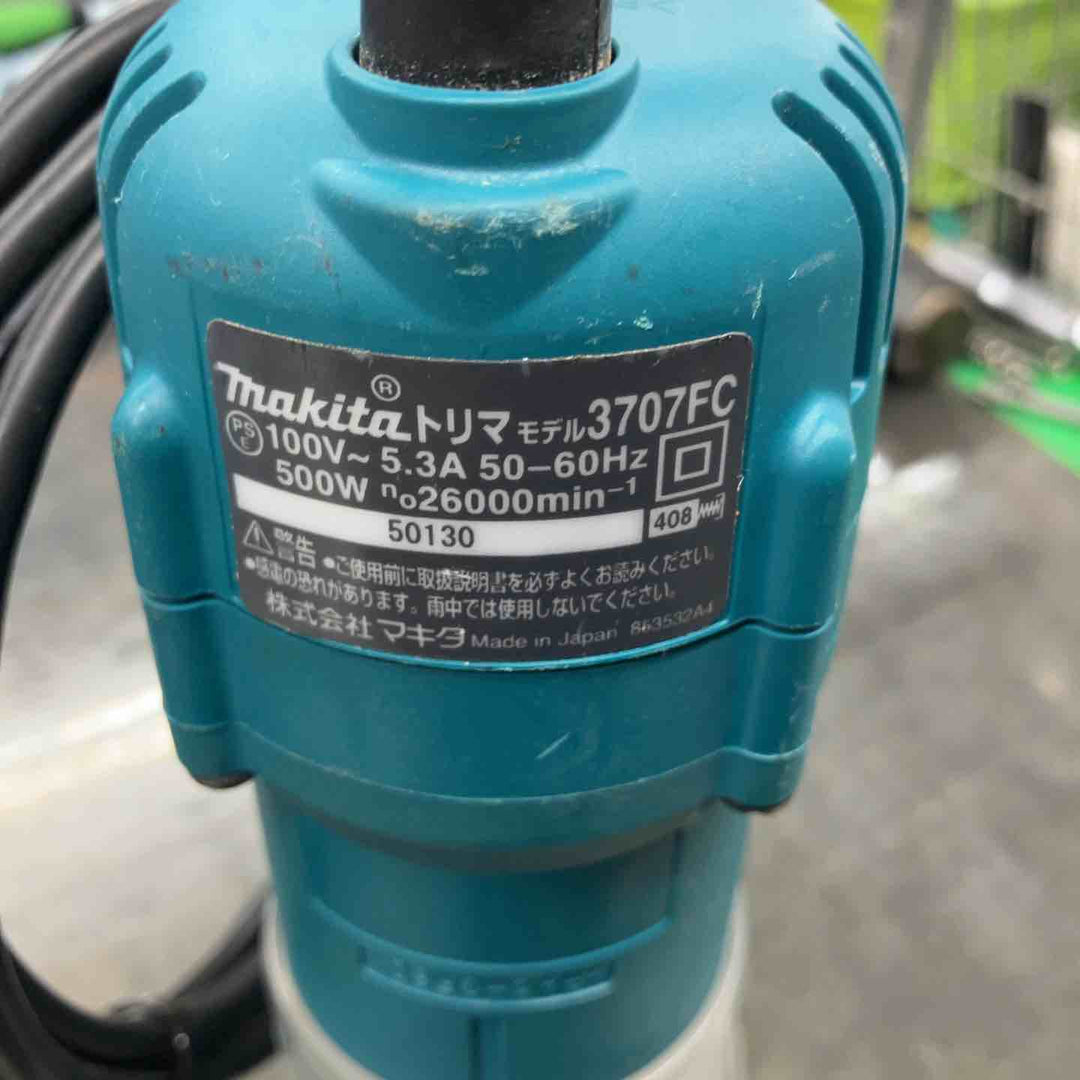 makita® トリマ モデル3707FC
PS E 100V~ 5.3A 50-60Hz
500W n₀26000min⁻¹
50130
408
警告 •ご使用前に取扱説明書を必ずよくお読みください。
•感電の恐れがあります。雨中では使用しないでください。
株式会社 マキタ Made in Japan 863532A4